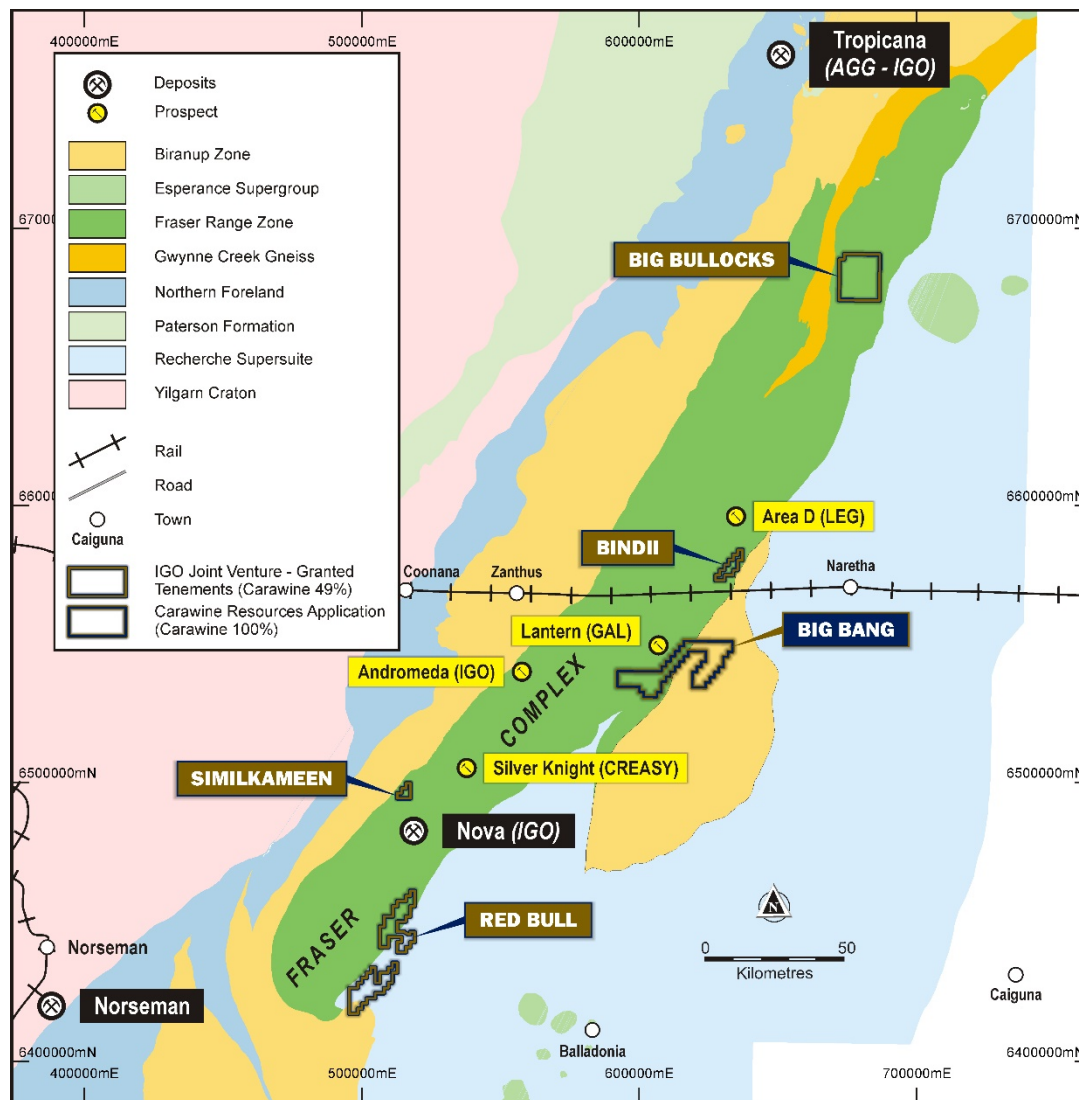 400000mE
500000mE
600000mE
Tropicana
(AGG - IGO)
Deposits
Prospect
Biranup Zone
Esperance Supergroup
Fraser Range Zone
Gwynne Creek Gneiss
Northern Foreland
Paterson Formation
Recherche Supersuite
Yilgarn Craton
Rail
Road
Town
Caiguna
IGO Joint Venture - Granted
Tenements (Carawine 49%)
Carawine Resources Application
(Carawine 100%)
6700000mN
BIG BULLOCKS
6600000mN
Area D (LEG)
BINDII
Coonana
Zanthus
Naretha
Lantern (GAL)
BIG BANG
Andromeda (IGO)
COMPLEX
6500000mN
Silver Knight (CREASY)
6500000mN
SIMILKAMEEN
Nova (IGO)
N
RED BULL
FRASER
0 50
Kilometres
Norseman
Norseman
Caiguna
Balladonia
6400000mN
6400000mN
400000mE
500000mE
600000mE
700000mE
6700000mN
6600000mN